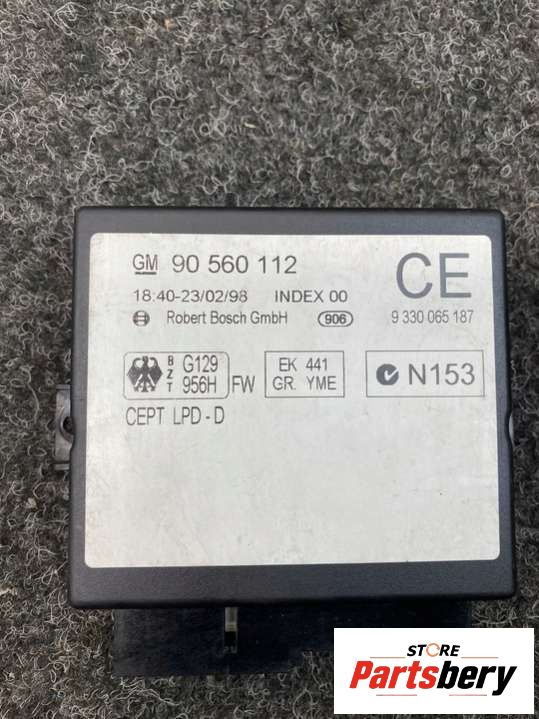 GM 90 560 112
CE
18:40-23/02/98 INDEX 00
Robert Bosch GmbH 906
9 330 065 187
BZT G129 956H FW
EK 441
GR. YME
N153
CEPT LPD - D
STORE
Partsbery